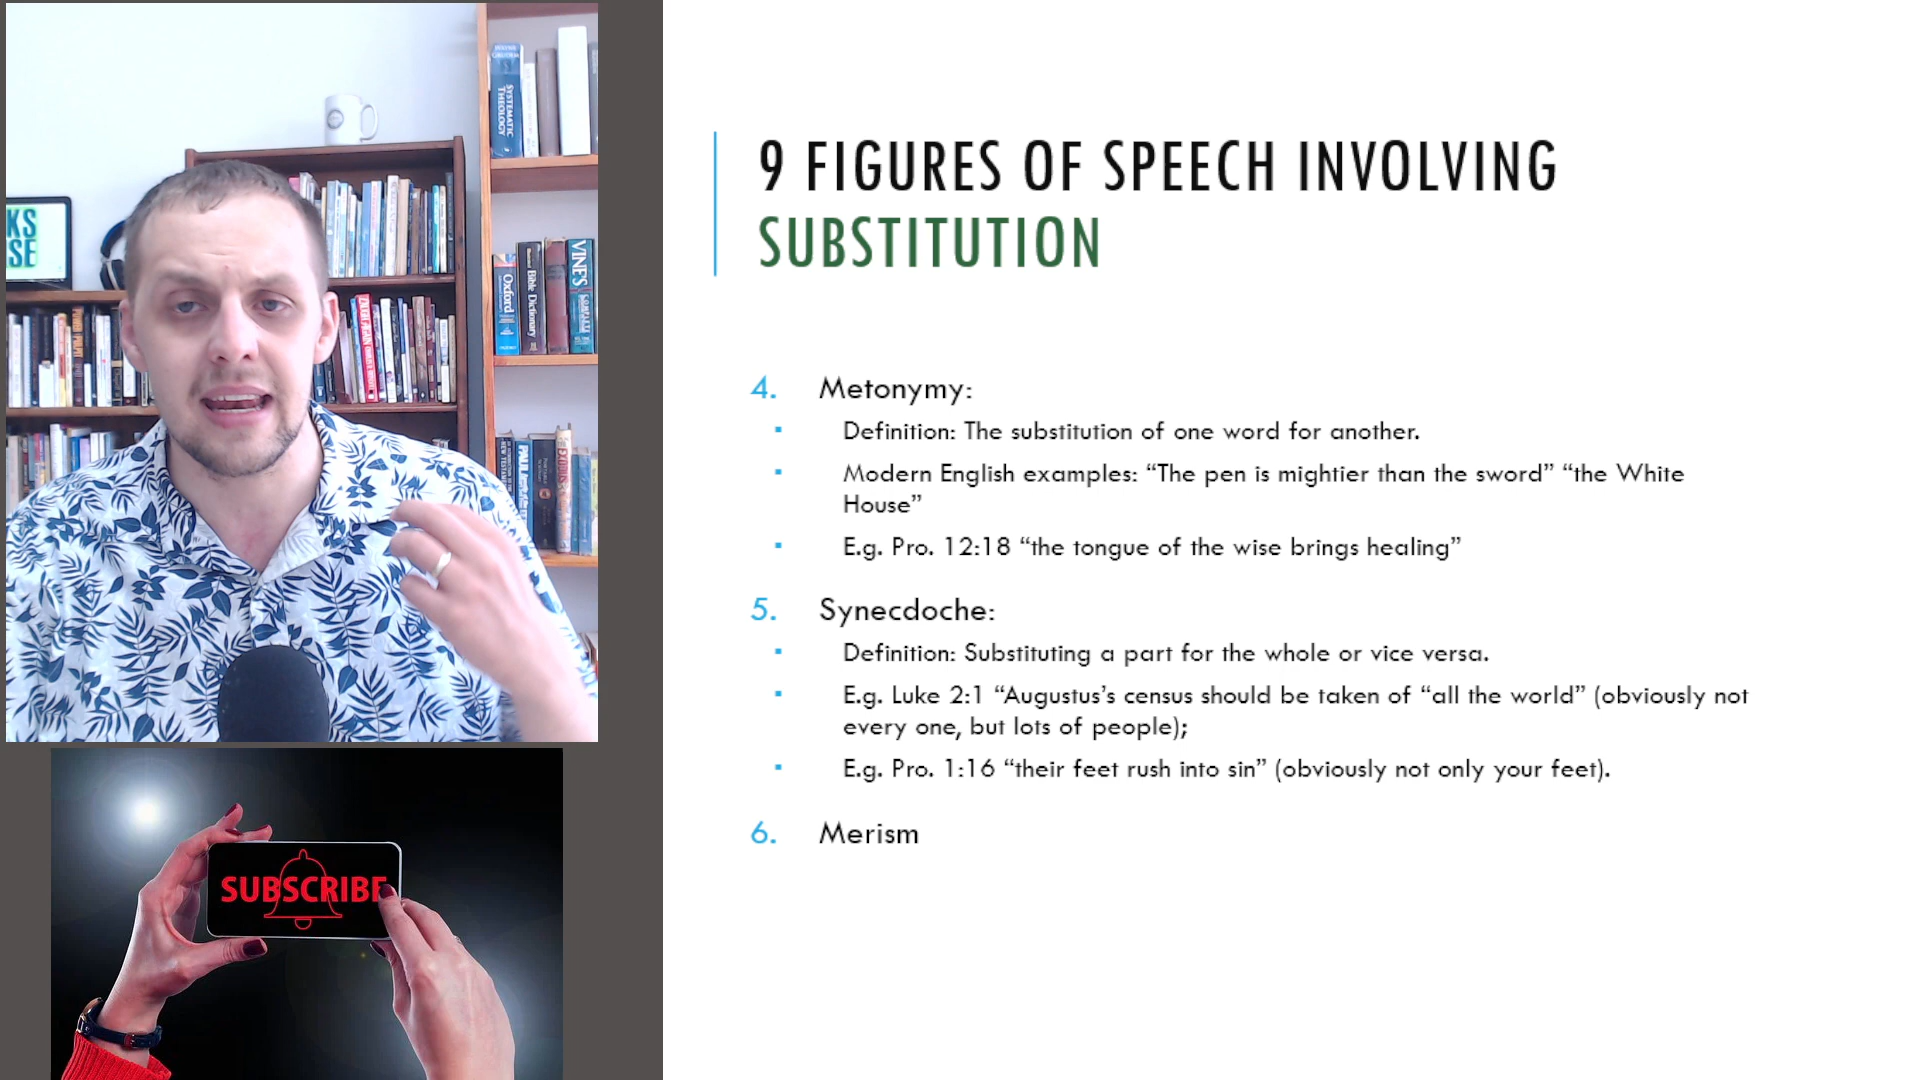 KS
SE
SYSTEMATIC
THEOLOGY
Oxford
Bible Dictionary
VINE'S
COMPLETE
EXODUS
PAUL
SUBSCRIBE
9 FIGURES OF SPEECH INVOLVING
SUBSTITUTION
4. Metonymy:
▪ Definition: The substitution of one word for another.
▪ Modern English examples: “The pen is mightier than the sword” “the White
House”
▪ E.g. Pro. 12:18 “the tongue of the wise brings healing”
5. Synecdoche:
▪ Definition: Substituting a part for the whole or vice versa.
▪ E.g. Luke 2:1 “Augustus’s census should be taken of “all the world” (obviously not
every one, but lots of people);
▪ E.g. Pro. 1:16 “their feet rush into sin” (obviously not only your feet).
6. Merism